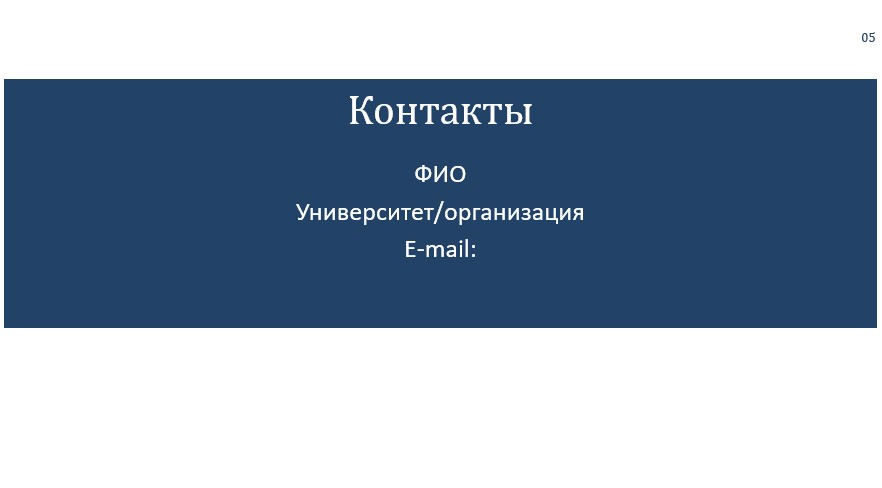 05
Контакты
ФИО
Университет/организация
E-mail: